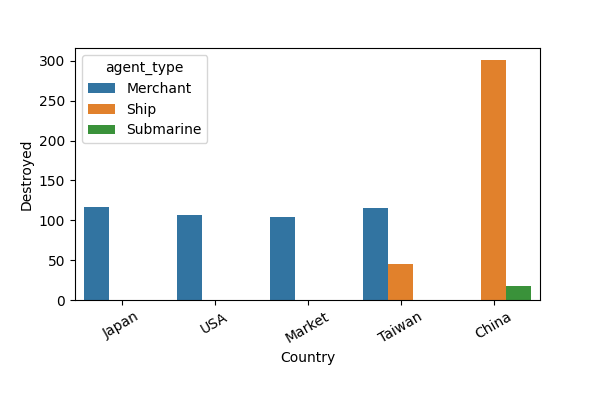 agent_type
Merchant
Ship
Submarine
Destroyed
300
250
200
150
100
50
0
Japan
USA
Market
Taiwan
China
Country